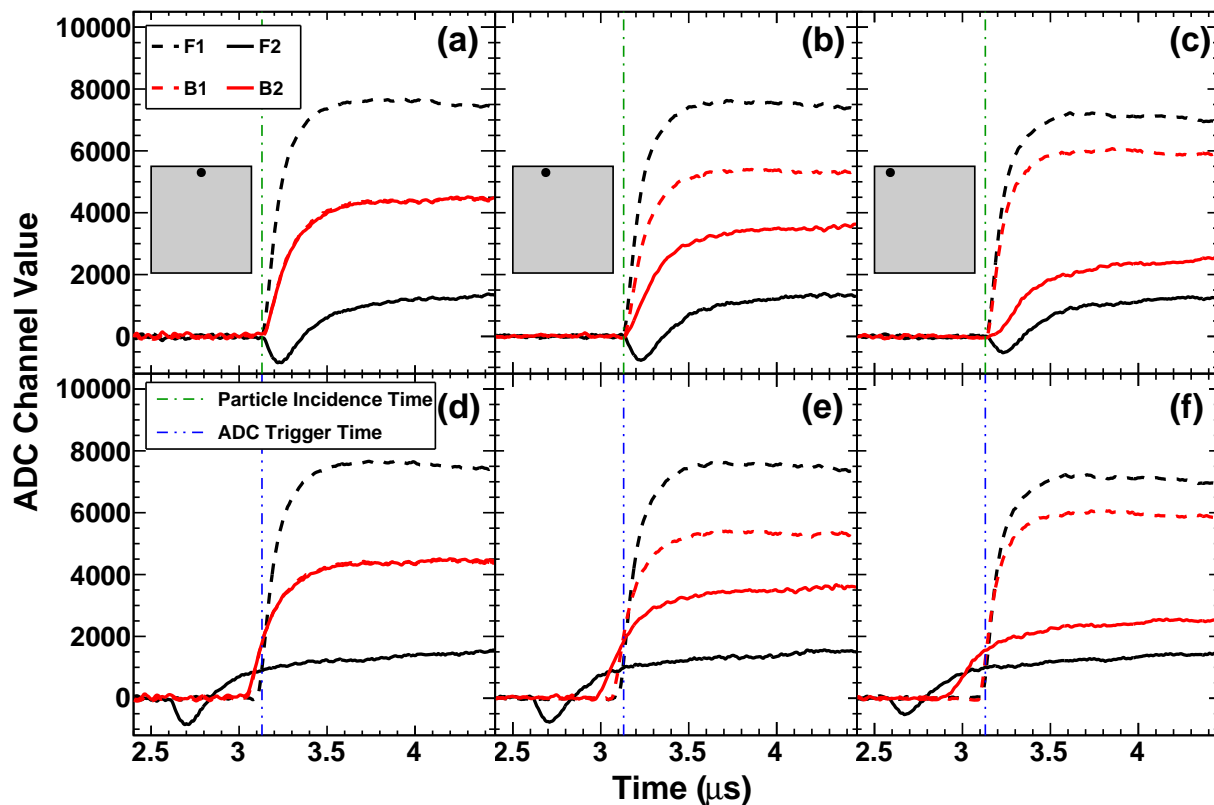 10000
8000
6000
4000
2000
0
F1 F2
B1 B2
(a)
(b)
(c)
10000
8000
6000
4000
2000
0
Particle Incidence Time
ADC Trigger Time
(d)
(e)
(f)
2.5 3 3.5 4
2.5 3 3.5 4
2.5 3 3.5 4
Time (μs)
ADC Channel Value